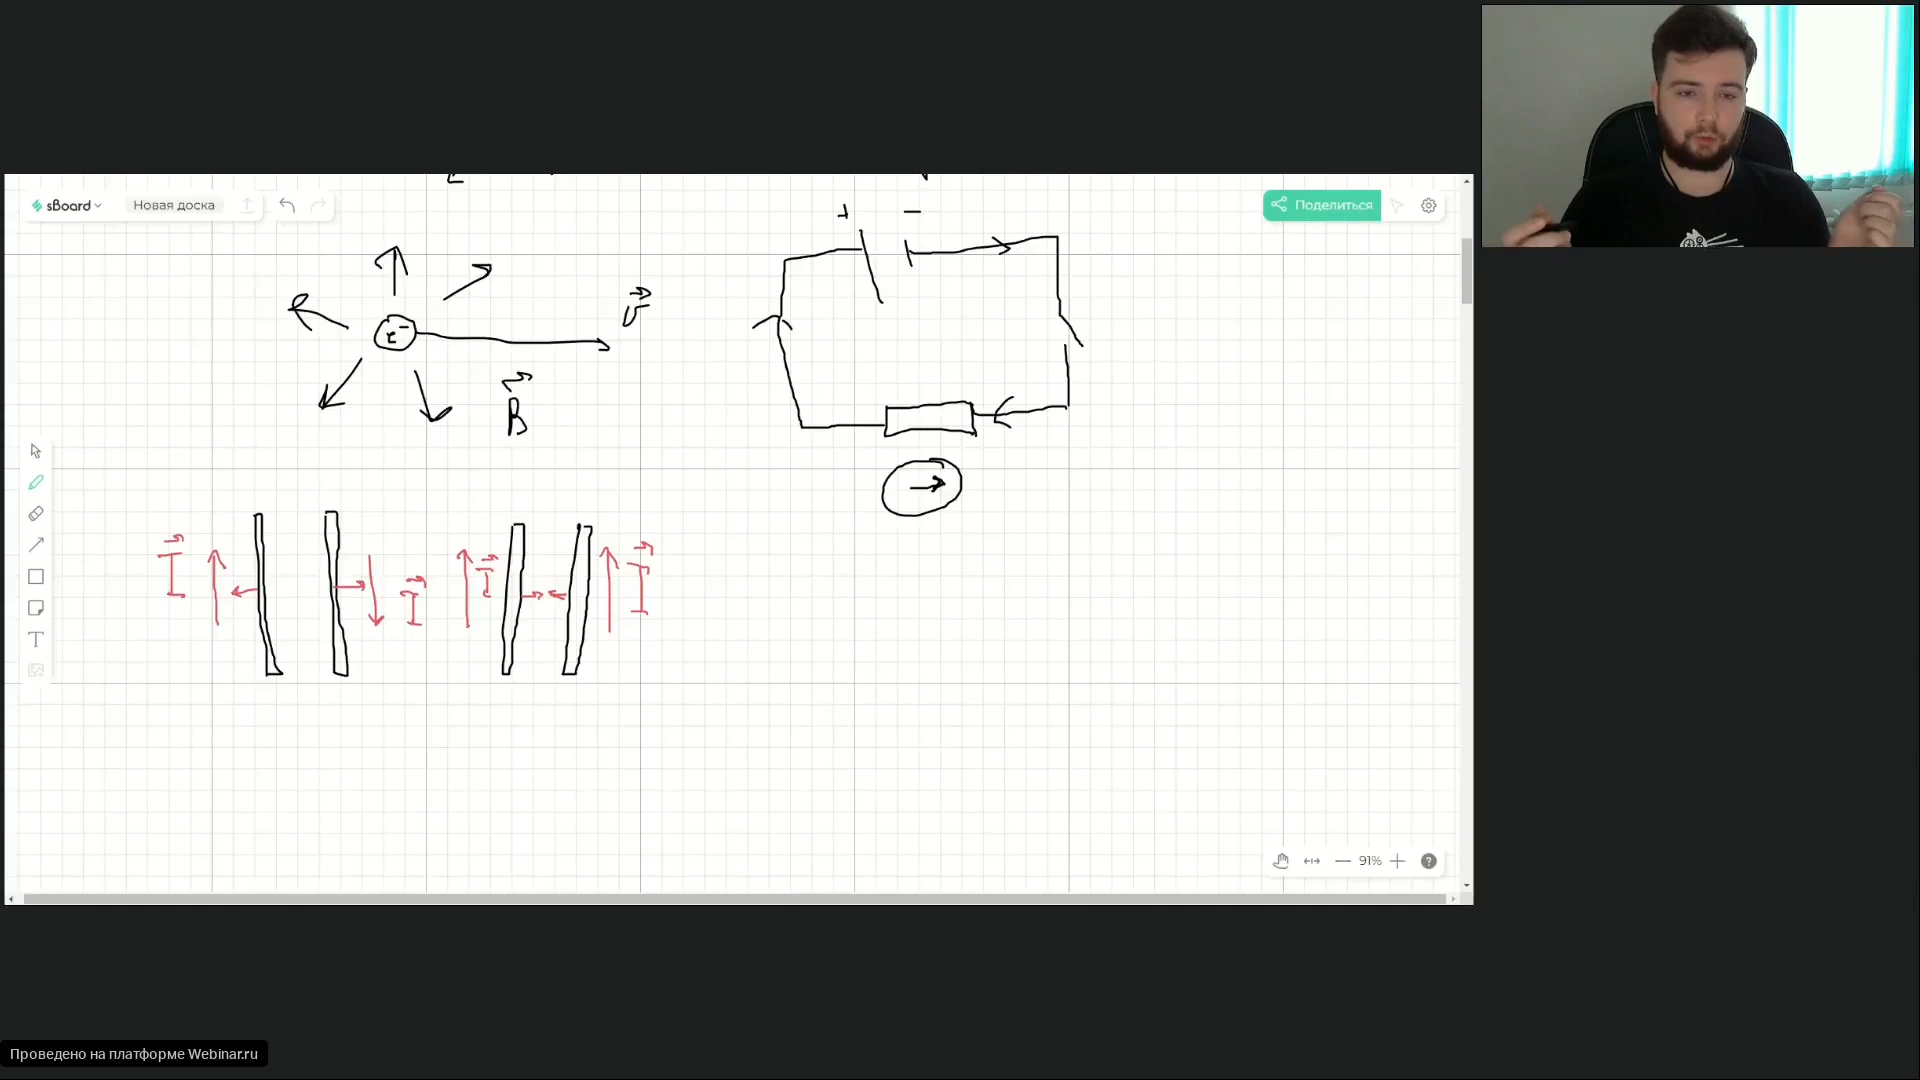 sBoard
Новая доска
Поделиться
+ −
v⃗
e⁻
B⃗
I⃗
I⃗
I⃗
I⃗
T
91%
?
Проведено на платформе Webinar.ru